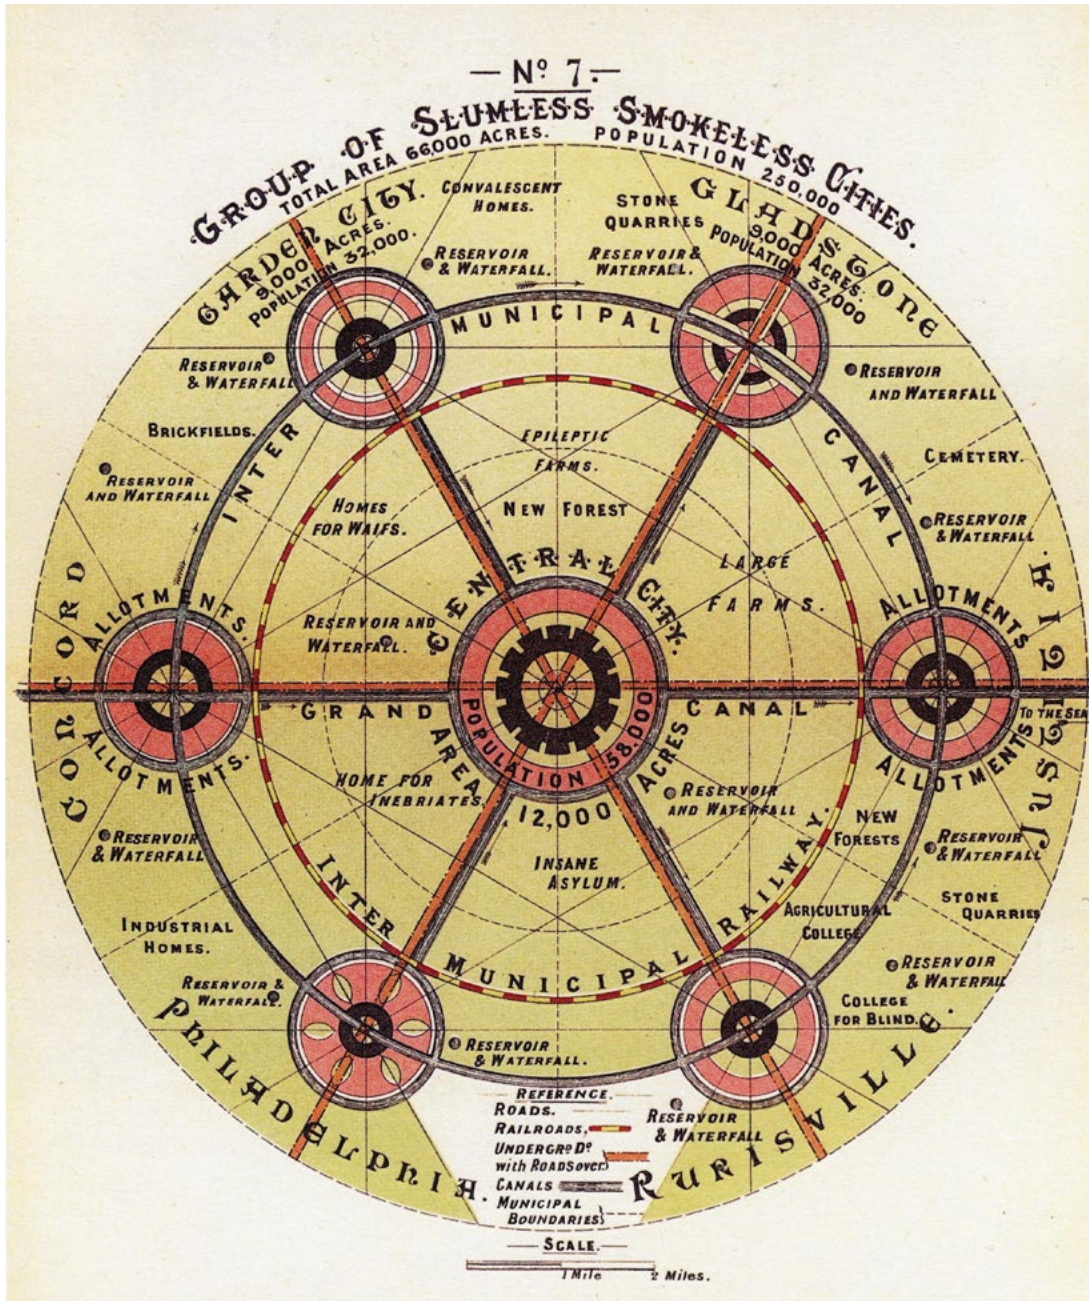 — Nº 7. —
GROUP OF SLUMLESS SMOKELESS CITIES.
TOTAL AREA 66,000 ACRES. POPULATION 250,000
GARDEN CITY.
9,000 ACRES.
POPULATION 32,000.
CONVALESCENT
HOMES.
STONE
QUARRIES
GLADSTONE
9,000 ACRES.
POPULATION 32,000
RESERVOIR
& WATERFALL.
RESERVOIR &
WATERFALL.
INTER MUNICIPAL CANAL
RESERVOIR
& WATERFALL
RESERVOIR
AND WATERFALL
BRICKFIELDS.
EPILEPTIC
FARMS.
CEMETERY.
RESERVOIR
AND WATERFALL
HOMES
FOR WAIFS.
NEW FOREST
RESERVOIR
& WATERFALL
LARGE
FARMS.
CENTRAL CITY.
CONCORD
ALLOTMENTS.
RESERVOIR AND
WATERFALL.
ALLOTMENTS
GRAND CANAL
POPULATION 58.000
TO THE SEA
ALLOTMENTS.
AREA 12,000 ACRES
ALLOTMENTS
HOME FOR
INEBRIATES.
RESERVOIR
AND WATERFALL
NEW
FORESTS
RESERVOIR
& WATERFALL
RESERVOIR
& WATERFALL
INSANE
ASYLUM.
STONE
QUARRIES
INTER MUNICIPAL RAILWAY.
AGRICULTURAL
COLLEGE
INDUSTRIAL
HOMES.
RESERVOIR
& WATERFALL
RESERVOIR &
WATERFALL.
COLLEGE
FOR BLIND.
RESERVOIR
& WATERFALL.
PHILADELPHIA.
RURISVILLE.
REFERENCE.
ROADS.
RAILROADS,
UNDERGRD Dº
with ROADS over.
CANALS
MUNICIPAL
BOUNDARIES
RESERVOIR
& WATERFALL
— SCALE. —
1 Mile 2 Miles.